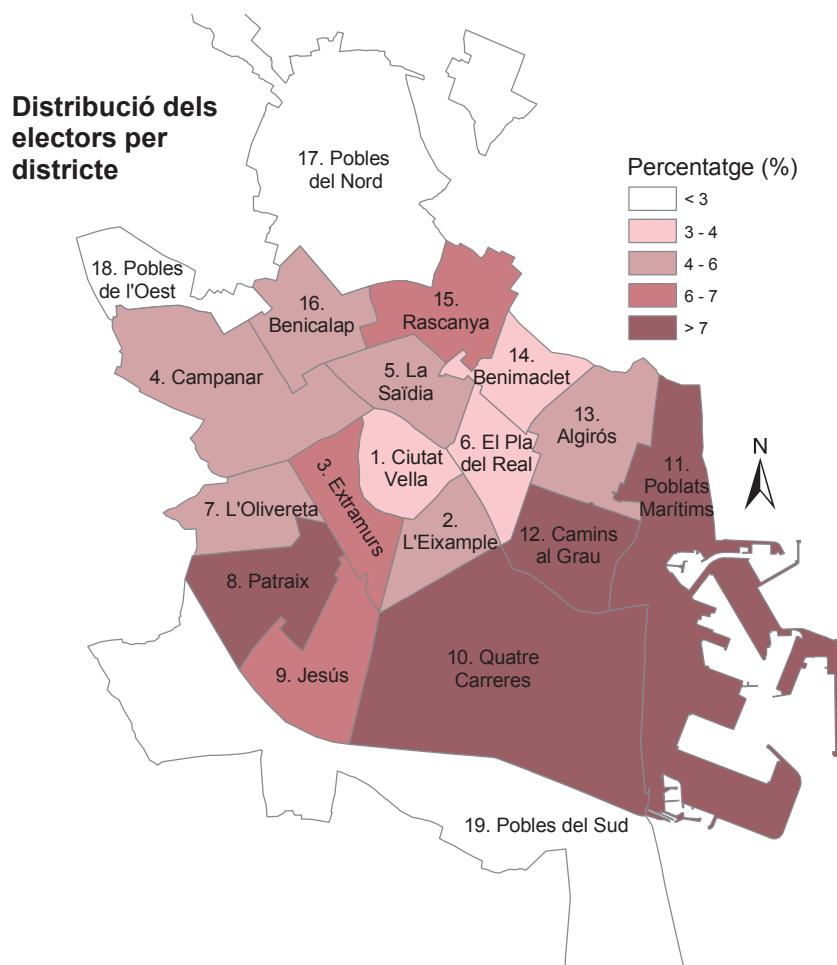 Distribució dels
electors per
districte
17. Pobles
del Nord
Percentatge (%)
< 3
3 - 4
4 - 6
6 - 7
> 7
18. Pobles
de l'Oest
16.
Benicalap
15.
Rascanya
14.
Benimaclet
4. Campanar
5. La
Saïdia
13.
Algirós
6. El Pla
del Real
1. Ciutat
Vella
3. Extramurs
11.
Poblats
Marítims
N
7. L'Olivereta
2.
L'Eixample
12. Camins
al Grau
8. Patraix
9. Jesús
10. Quatre
Carreres
19. Pobles del Sud